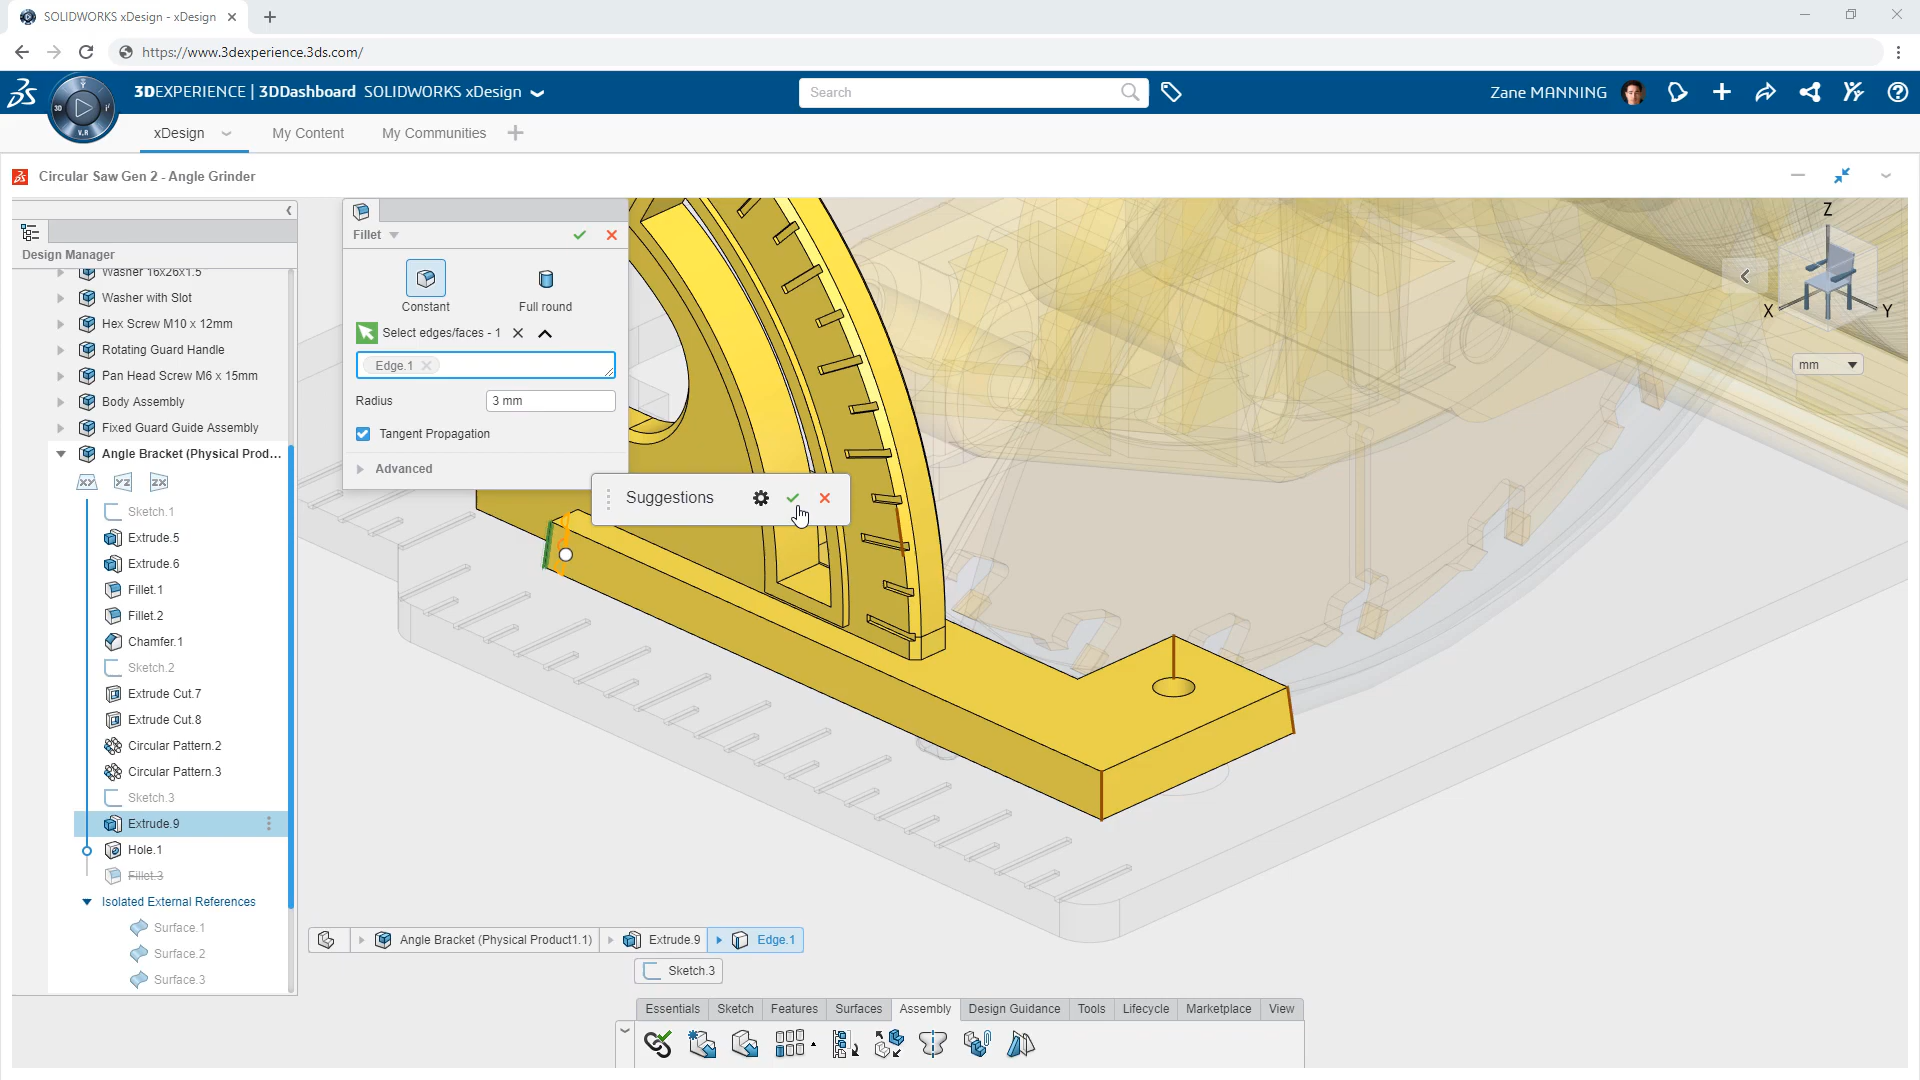 SOLIDWORKS xDesign - xDesign
https://www.3dexperience.3ds.com/
3DEXPERIENCE | 3DDashboard SOLIDWORKS xDesign
Search
Zane MANNING
3D
V.R
xDesign
My Content
My Communities
Circular Saw Gen 2 - Angle Grinder
Design Manager
Washer 16x26x1.5
Washer with Slot
Hex Screw M10 x 12mm
Rotating Guard Handle
Pan Head Screw M6 x 15mm
Body Assembly
Fixed Guard Guide Assembly
Angle Bracket (Physical Prod...
XY YZ ZX
Sketch.1
Extrude.5
Extrude.6
Fillet.1
Fillet.2
Chamfer.1
Sketch.2
Extrude Cut.7
Extrude Cut.8
Circular Pattern.2
Circular Pattern.3
Sketch.3
Extrude.9
Hole.1
Fillet.3
Isolated External References
Surface.1
Surface.2
Surface.3
Fillet
Constant
Full round
Select edges/faces - 1
Edge.1
Radius
3 mm
Tangent Propagation
Advanced
Suggestions
Z
X
Y
mm
Angle Bracket (Physical Product1.1)
Extrude.9
Edge.1
Sketch.3
Essentials
Sketch
Features
Surfaces
Assembly
Design Guidance
Tools
Lifecycle
Marketplace
View